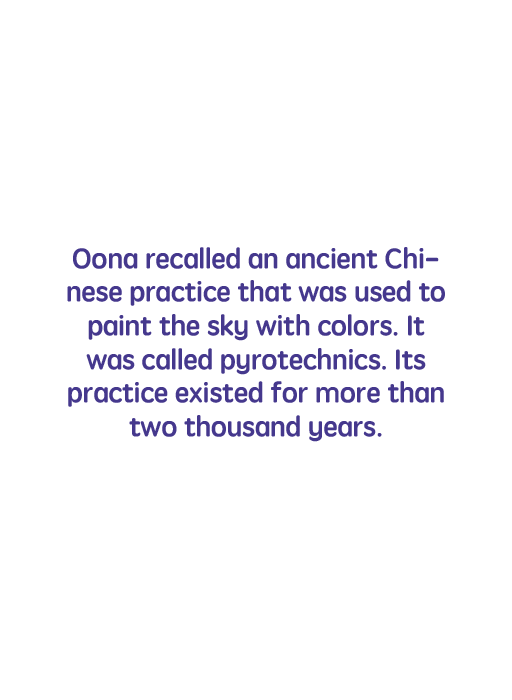 Oona recalled an ancient Chi-
nese practice that was used to
paint the sky with colors. It
was called pyrotechnics. Its
practice existed for more than
two thousand years.